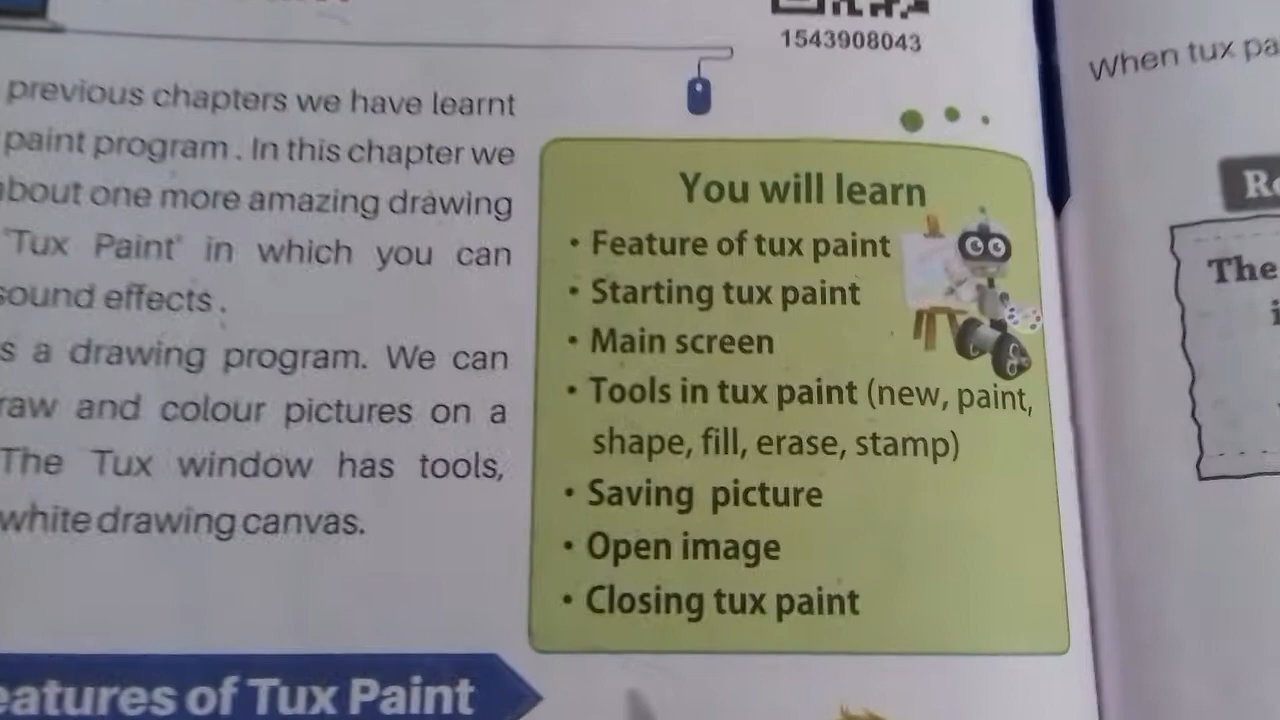 1543908043
previous chapters we have learnt
paint program. In this chapter we
about one more amazing drawing
'Tux Paint' in which you can
sound effects.
s a drawing program. We can
raw and colour pictures on a
The Tux window has tools,
white drawing canvas.
You will learn
• Feature of tux paint
• Starting tux paint
• Main screen
• Tools in tux paint (new, paint,
shape, fill, erase, stamp)
• Saving picture
• Open image
• Closing tux paint
eatures of Tux Paint
When tux pa
The